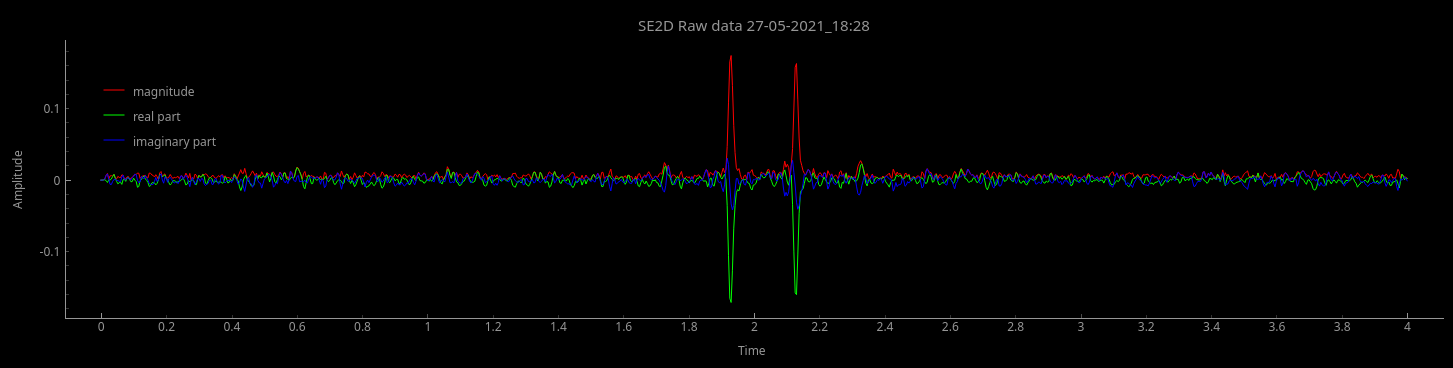 SE2D Raw data 27-05-2021_18:28
magnitude
real part
imaginary part
Amplitude
0.1
0
-0.1
0 0.2 0.4 0.6 0.8 1 1.2 1.4 1.6 1.8 2 2.2 2.4 2.6 2.8 3 3.2 3.4 3.6 3.8 4
Time